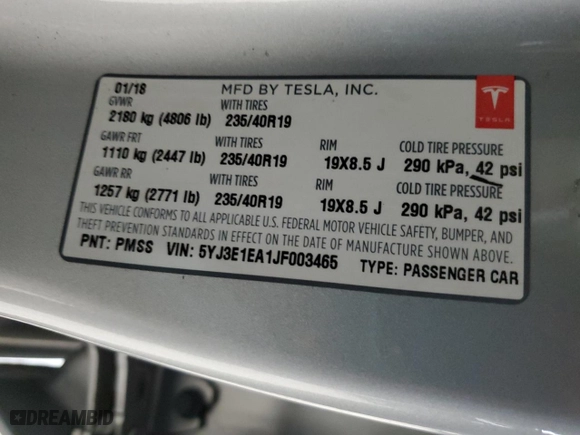 01/18 MFD BY TESLA, INC.
GVWR WITH TIRES
2180 kg (4806 lb) 235/40R19
GAWR FRT WITH TIRES RIM COLD TIRE PRESSURE
1110 kg (2447 lb) 235/40R19 19X8.5 J 290 kPa, 42 psi
GAWR RR WITH TIRES RIM COLD TIRE PRESSURE
1257 kg (2771 lb) 235/40R19 19X8.5 J 290 kPa, 42 psi
THIS VEHICLE CONFORMS TO ALL APPLICABLE U.S. FEDERAL MOTOR VEHICLE SAFETY, BUMPER, AND
THEFT PREVENTION STANDARDS IN EFFECT ON THE DATE OF MANUFACTURE SHOWN ABOVE.
PNT: PMSS VIN: 5YJ3E1EA1JF003465 TYPE: PASSENGER CAR
TESLA
DREAMBID